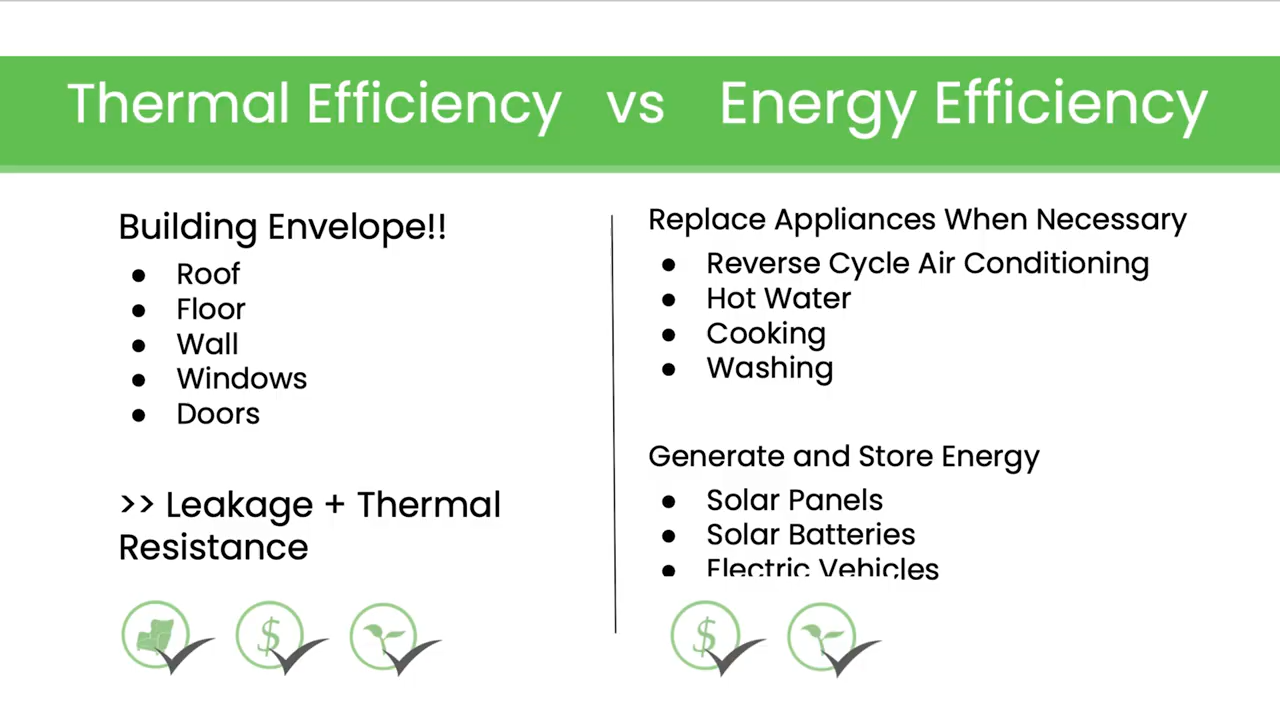 Thermal Efficiency vs Energy Efficiency
Building Envelope!!
● Roof
● Floor
● Wall
● Windows
● Doors
>> Leakage + Thermal
Resistance
Replace Appliances When Necessary
● Reverse Cycle Air Conditioning
● Hot Water
● Cooking
● Washing
Generate and Store Energy
● Solar Panels
● Solar Batteries
● Electric Vehicles
$
$